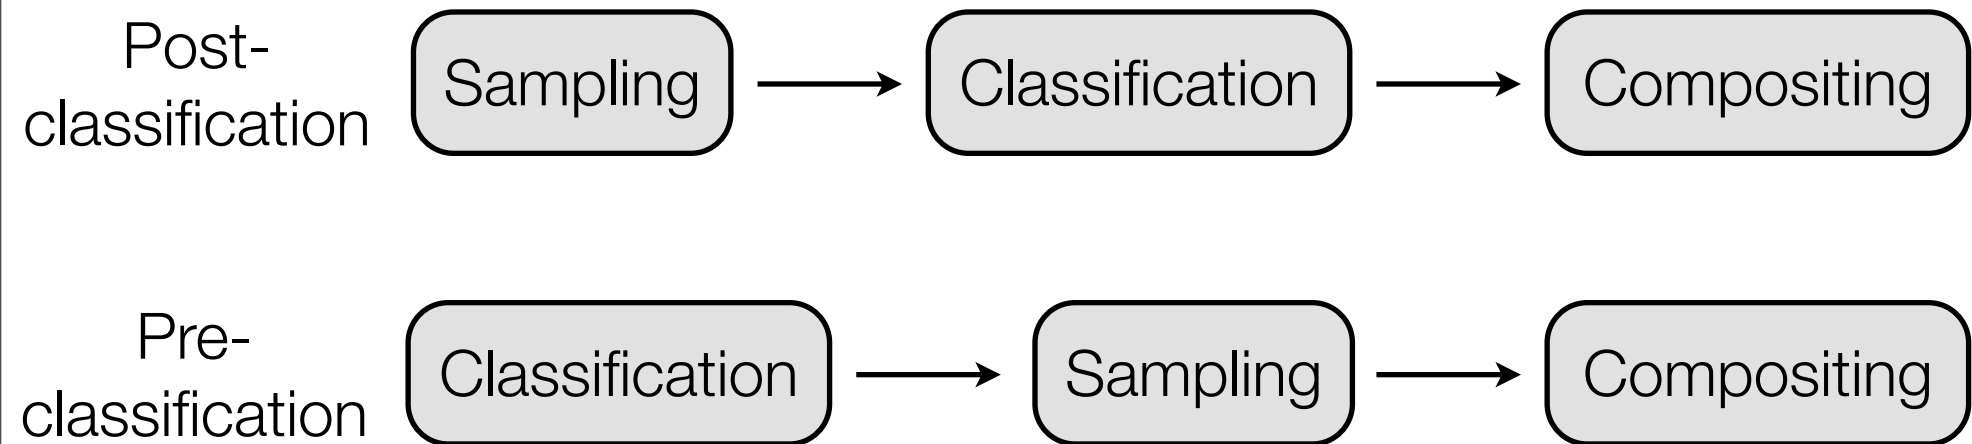 Post-
classification
Sampling
Classification
Compositing
Pre-
classification
Classification
Sampling
Compositing